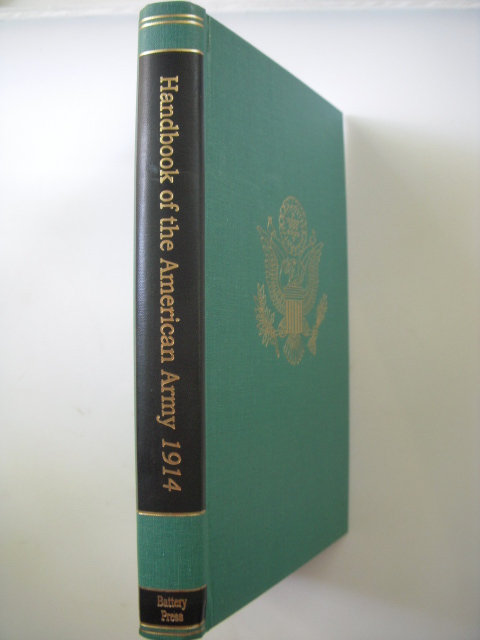 Handbook of the American Army 1914
Battery
Press